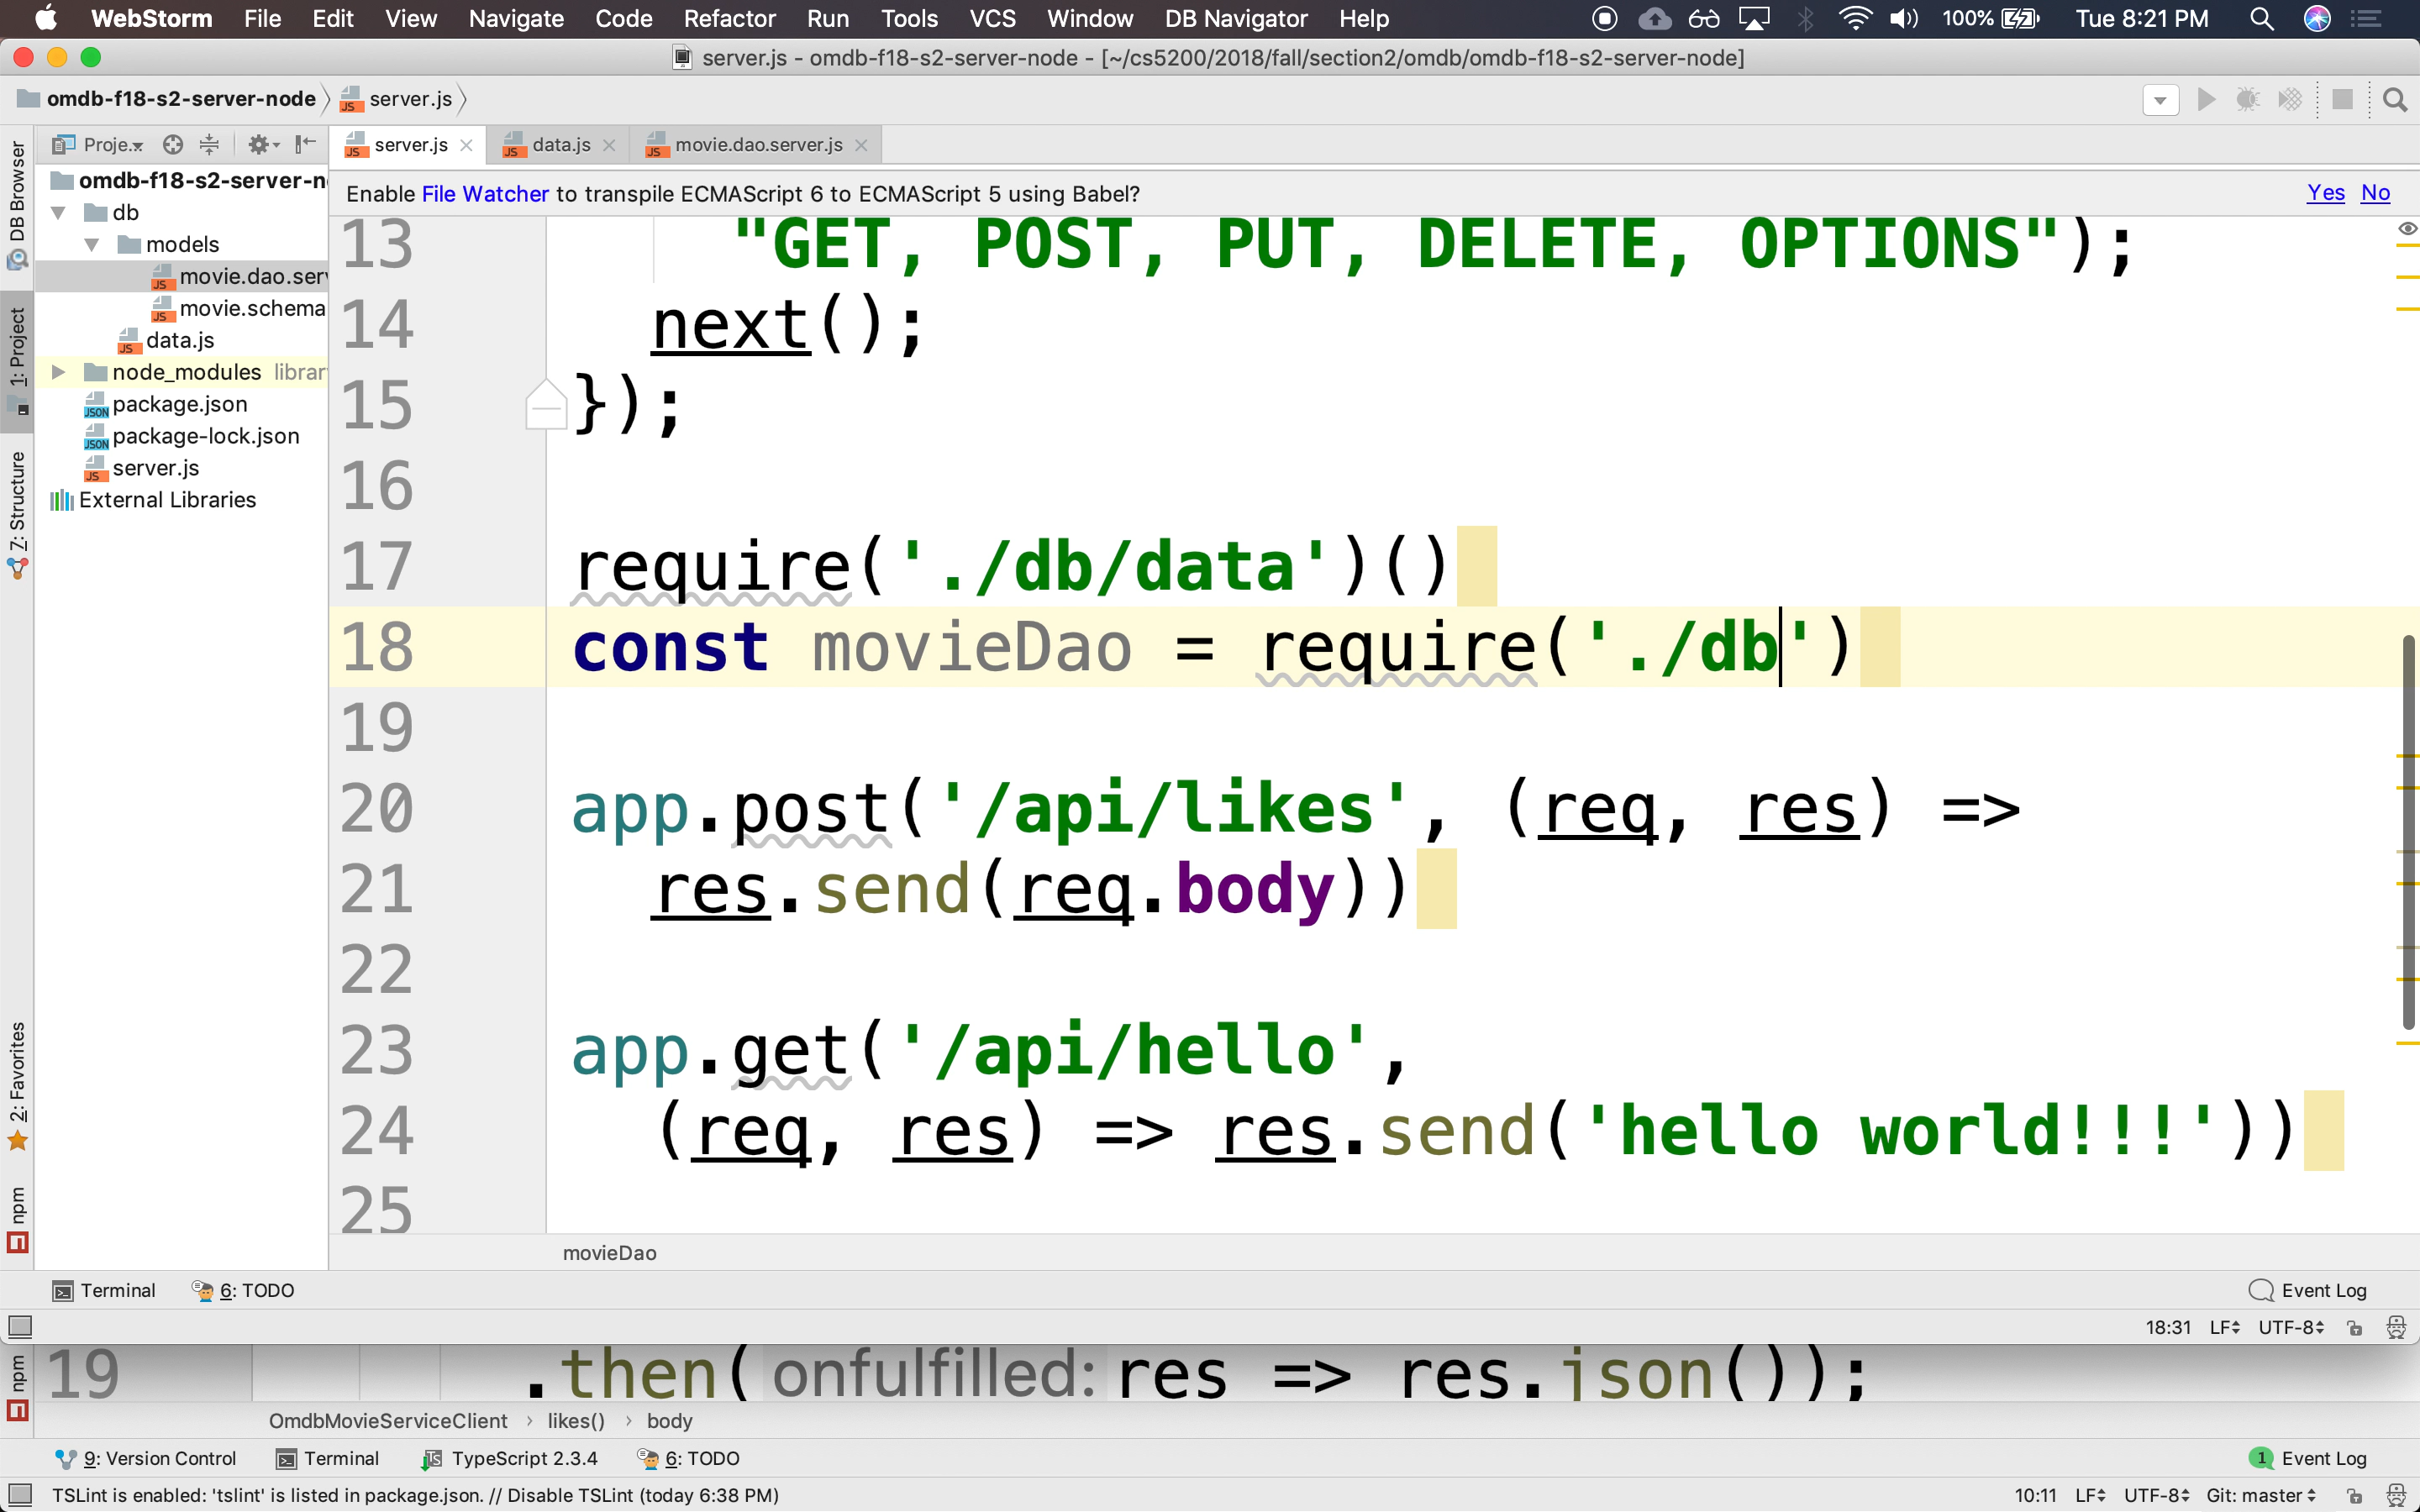 WebStorm File Edit View Navigate Code Refactor Run Tools VCS Window DB Navigator Help 100% Tue 8:21 PM
server.js - omdb-f18-s2-server-node - [~/cs5200/2018/fall/section2/omdb/omdb-f18-s2-server-node]
omdb-f18-s2-server-node server.js
Proje.. server.js data.js movie.dao.server.js
Enable File Watcher to transpile ECMAScript 6 to ECMAScript 5 using Babel? Yes No
DB Browser
1: Project
7: Structure
2: Favorites
npm
omdb-f18-s2-server-n
db
models
movie.dao.serv
movie.schema
data.js
node_modules librar
package.json
package-lock.json
server.js
External Libraries
13 "GET, POST, PUT, DELETE, OPTIONS");
14 next();
15 });
16
17 require('./db/data')()
18 const movieDao = require('./db')
19
20 app.post('/api/likes', (req, res) =>
21 res.send(req.body))
22
23 app.get('/api/hello',
24 (req, res) => res.send('hello world!!!'))
25
movieDao
Terminal 6: TODO Event Log
18:31 LF UTF-8
npm
19 .then( onfulfilled: res => res.json());
OmdbMovieServiceClient › likes() › body
9: Version Control Terminal TypeScript 2.3.4 6: TODO 1 Event Log
TSLint is enabled: 'tslint' is listed in package.json. // Disable TSLint (today 6:38 PM) 10:11 LF UTF-8 Git: master